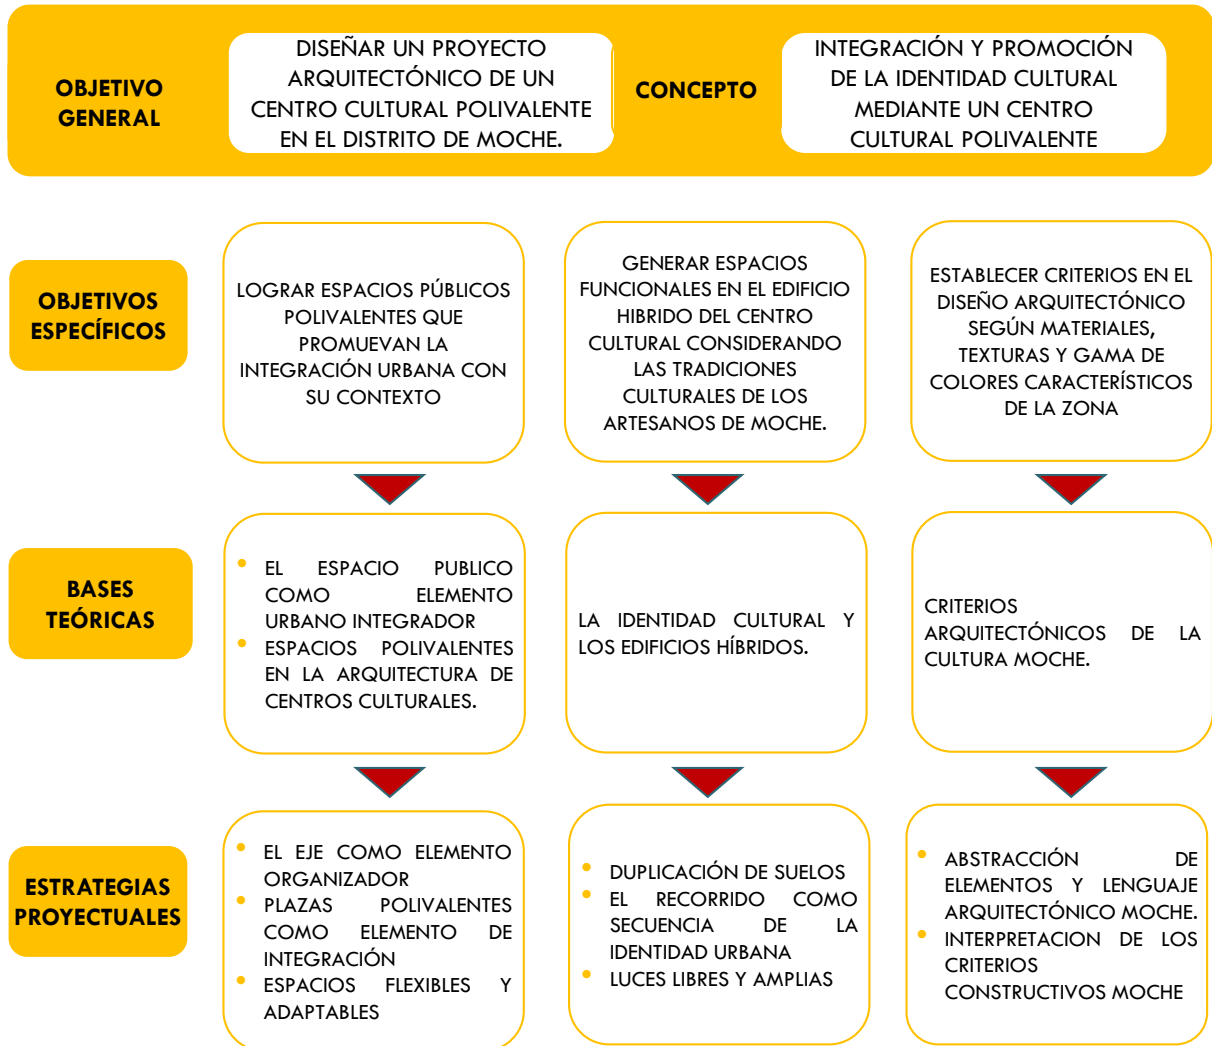 OBJETIVO
GENERAL
DISEÑAR UN PROYECTO
ARQUITECTÓNICO DE UN
CENTRO CULTURAL POLIVALENTE
EN EL DISTRITO DE MOCHE.
CONCEPTO
INTEGRACIÓN Y PROMOCIÓN
DE LA IDENTIDAD CULTURAL
MEDIANTE UN CENTRO
CULTURAL POLIVALENTE
OBJETIVOS
ESPECÍFICOS
LOGRAR ESPACIOS PÚBLICOS
POLIVALENTES QUE
PROMUEVAN LA
INTEGRACIÓN URBANA CON
SU CONTEXTO
GENERAR ESPACIOS
FUNCIONALES EN EL EDIFICIO
HIBRIDO DEL CENTRO
CULTURAL CONSIDERANDO
LAS TRADICIONES
CULTURALES DE LOS
ARTESANOS DE MOCHE.
ESTABLECER CRITERIOS EN EL
DISEÑO ARQUITECTÓNICO
SEGÚN MATERIALES,
TEXTURAS Y GAMA DE
COLORES CARACTERÍSTICOS
DE LA ZONA
BASES
TEÓRICAS
• EL ESPACIO PUBLICO
COMO ELEMENTO
URBANO INTEGRADOR
• ESPACIOS POLIVALENTES
EN LA ARQUITECTURA DE
CENTROS CULTURALES.
LA IDENTIDAD CULTURAL Y
LOS EDIFICIOS HÍBRIDOS.
CRITERIOS
ARQUITECTÓNICOS DE LA
CULTURA MOCHE.
ESTRATEGIAS
PROYECTUALES
• EL EJE COMO ELEMENTO
ORGANIZADOR
• PLAZAS POLIVALENTES
COMO ELEMENTO DE
INTEGRACIÓN
• ESPACIOS FLEXIBLES Y
ADAPTABLES
• DUPLICACIÓN DE SUELOS
• EL RECORRIDO COMO
SECUENCIA DE LA
IDENTIDAD URBANA
• LUCES LIBRES Y AMPLIAS
• ABSTRACCIÓN DE
ELEMENTOS Y LENGUAJE
ARQUITECTÓNICO MOCHE.
• INTERPRETACION DE LOS
CRITERIOS
CONSTRUCTIVOS MOCHE